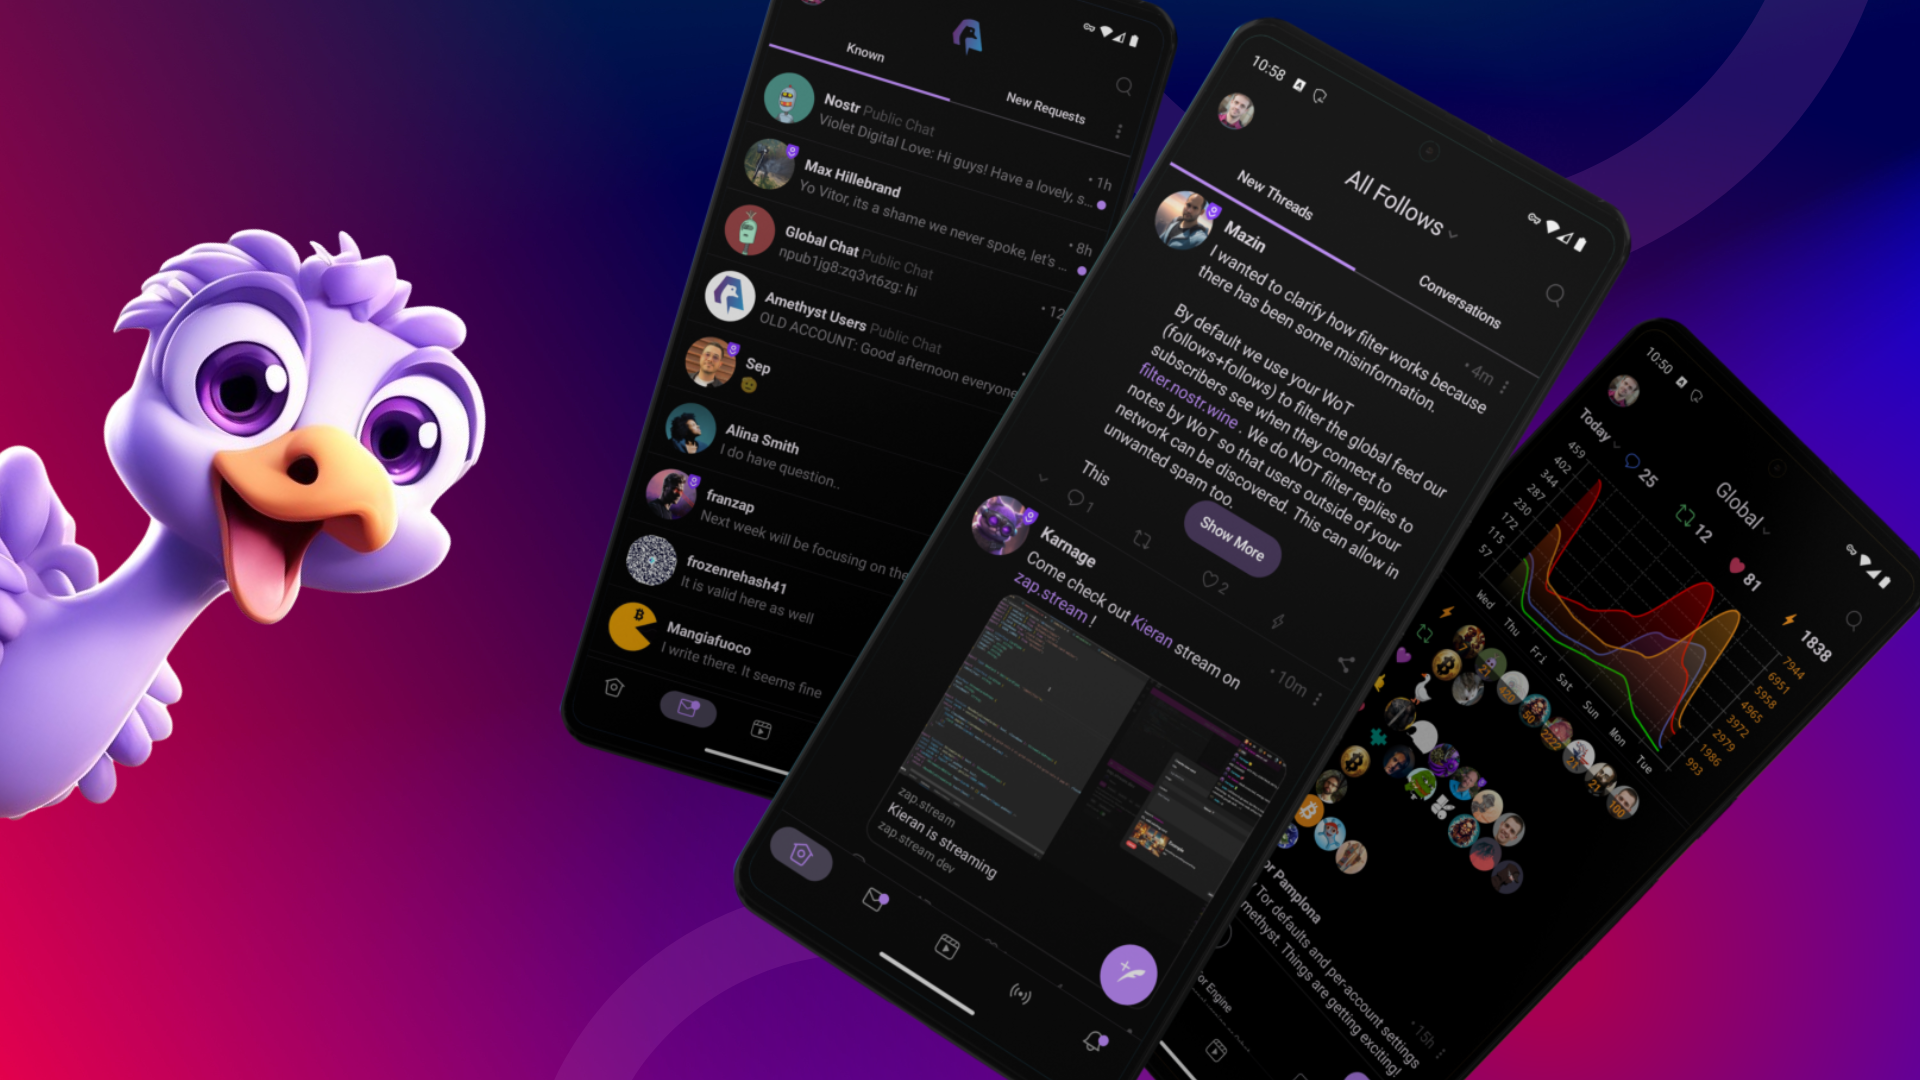 Known
New Requests
Nostr Public Chat
Violet Digital Love: Hi guys! Have a lovely, s...
• 1h
Max Hillebrand
Yo Vitor, its a shame we never spoke, let's ...
• 8h
Global Chat Public Chat
npub1jg8:zq3vt6zg: hi
• 12
Amethyst Users Public Chat
OLD ACCOUNT: Good afternoon everyone
Sep
Alina Smith
I do have question..
franzap
Next week will be focusing on the
frozenrehash41
It is valid here as well
Mangiafuoco
I write there. It seems fine
10:58
All Follows
New Threads
Conversations
Mazin
• 4m
I wanted to clarify how filter works because
there has been some misinformation.
By default we use your WoT
(follows+follows) to filter the global feed our
subscribers see when they connect to
filter.nostr.wine . We do NOT filter replies to
notes by WoT so that users outside of your
network can be discovered. This can allow in
unwanted spam too.
This
Show More
1
2
Karnage
• 10m
Come check out Kieran stream on
zap.stream !
zap.stream
Kieran is streaming
zap.stream dev
10:50
Global
Today
25
12
81
1838
459
402
344
287
230
172
115
57
Wed
Thu
Fri
Sat
Sun
Mon
Tue
7944
6951
5958
4965
3972
2979
1986
993
or Pamplona
• 15h
Tor defaults and per-account settings
methyst. Things are getting exciting!
or Engine